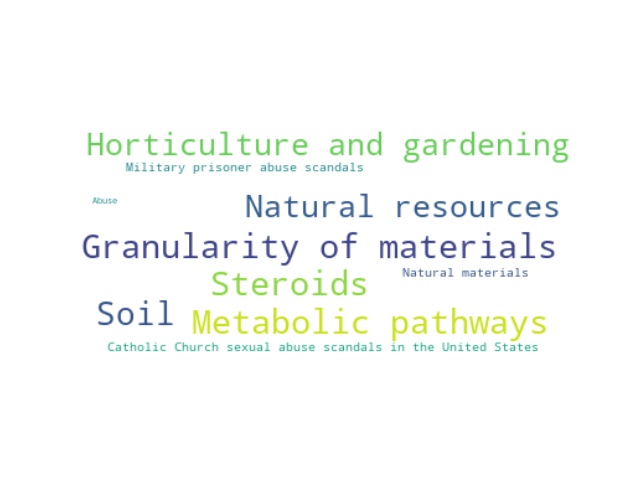 Horticulture and gardening
Military prisoner abuse scandals
Abuse
Natural resources
Granularity of materials
Natural materials
Steroids
Soil
Metabolic pathways
Catholic Church sexual abuse scandals in the United States